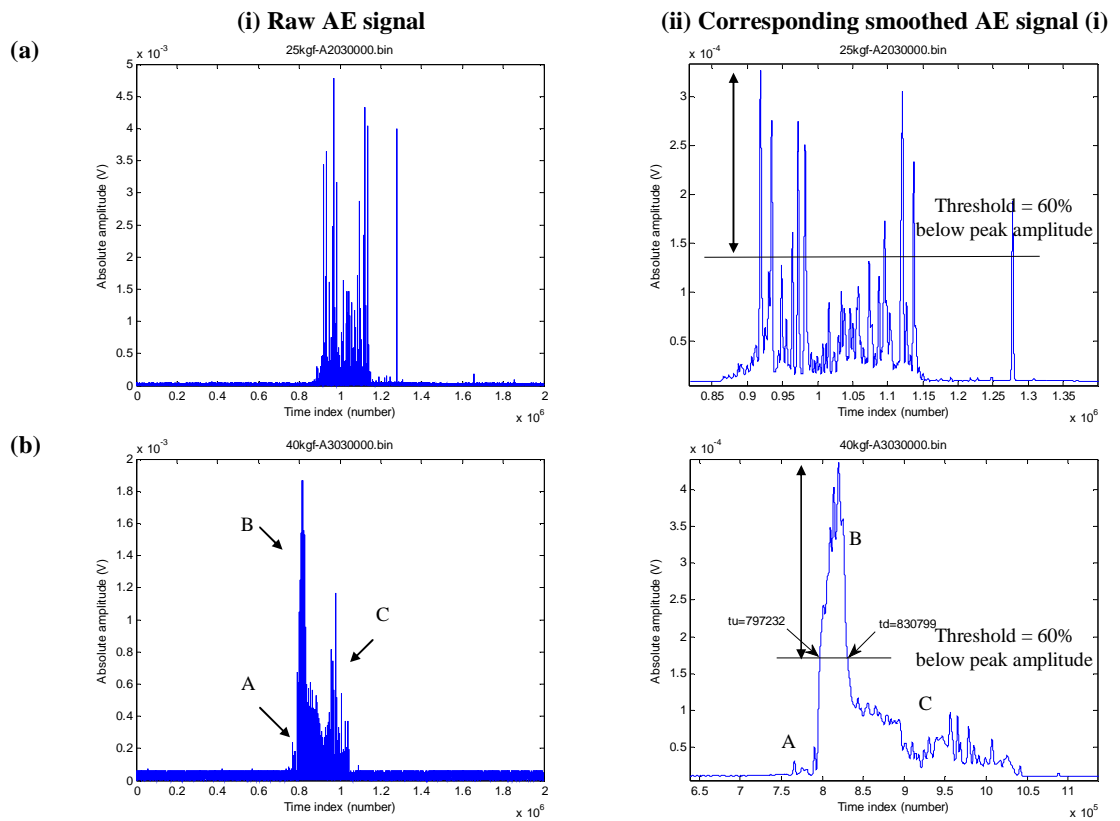 (i) Raw AE signal
(ii) Corresponding smoothed AE signal (i)
(a)
x 10⁻³
25kgf-A2030000.bin
5
4.5
4
3.5
3
2.5
2
1.5
1
0.5
0
Absolute amplitude (V)
0 0.2 0.4 0.6 0.8 1 1.2 1.4 1.6 1.8 2
Time index (number)
x 10⁶
x 10⁻⁴
25kgf-A2030000.bin
3
2.5
2
1.5
1
0.5
Absolute amplitude (V)
Threshold = 60%
below peak amplitude
0.9 0.95 1 1.05 1.1 1.15 1.2 1.25 1.3 1.35
Time index (number)
x 10⁶
(b)
x 10⁻³
40kgf-A3030000.bin
2
1.8
1.6
1.4
1.2
1
0.8
0.6
0.4
0.2
0
Absolute amplitude (V)
B
C
A
0 0.2 0.4 0.6 0.8 1 1.2 1.4 1.6 1.8 2
Time index (number)
x 10⁶
x 10⁻⁴
40kgf-A3030000.bin
4
3.5
3
2.5
2
1.5
1
0.5
Absolute amplitude (V)
B
tu=797232
td=830799
Threshold = 60%
below peak amplitude
C
A
6.5 7 7.5 8 8.5 9 9.5 10 10.5 11
Time index (number)
x 10⁵